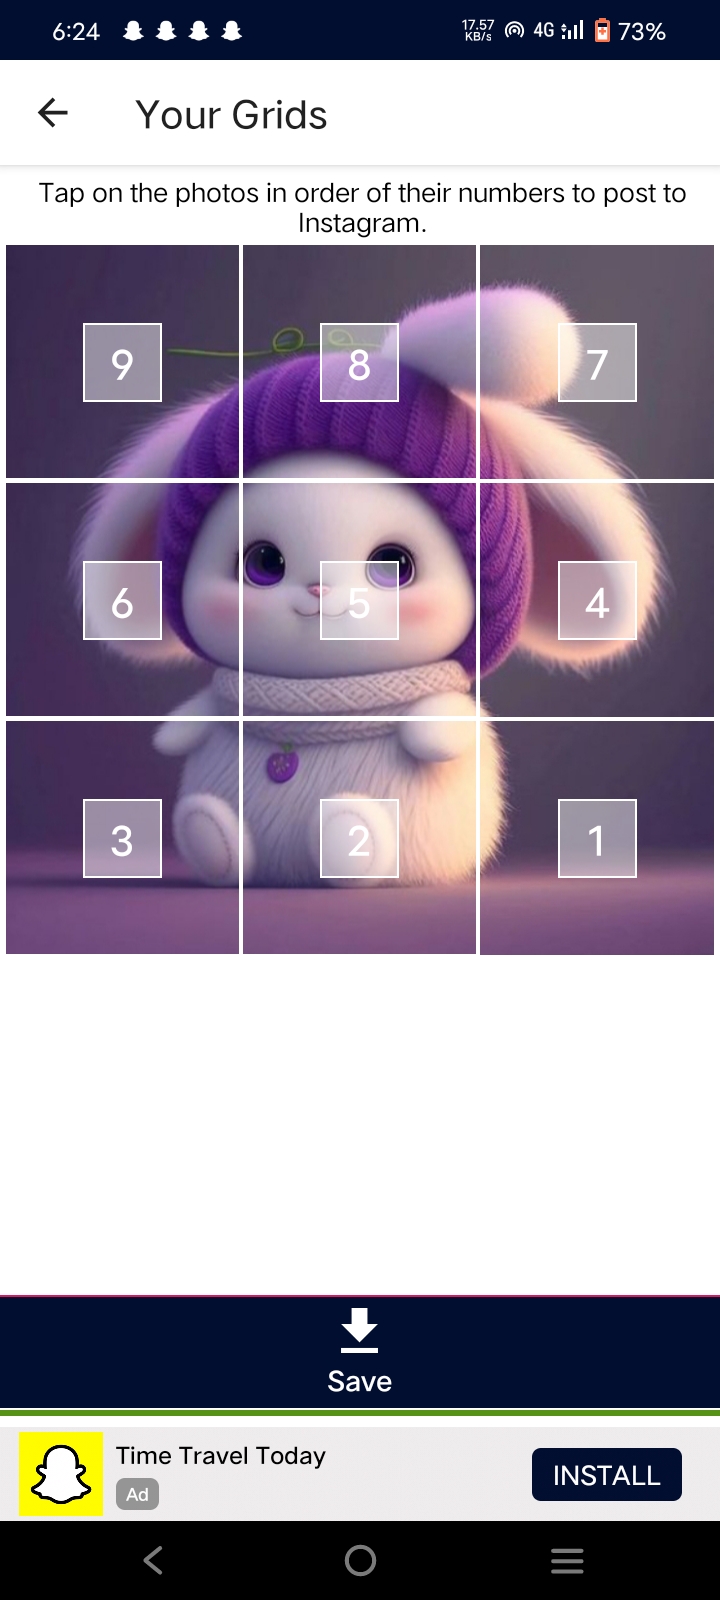 6:24
17.57
KB/s
4G
73%
Your Grids
Tap on the photos in order of their numbers to post to
Instagram.
9 8 7
6 5 4
3 2 1
Save
Time Travel Today
Ad
INSTALL